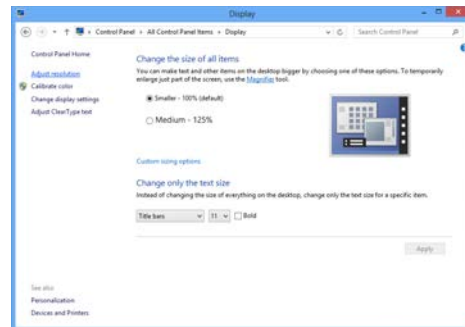 Display
Control Panel › All Control Panel Items › Display
Search Control Panel
Control Panel Home
Adjust resolution
Calibrate color
Change display settings
Adjust ClearType text
Change the size of all items
You can make text and other items on the desktop bigger by choosing one of these options. To temporarily
enlarge just part of the screen, use the Magnifier tool.
Smaller - 100% (default)
Medium - 125%
Custom sizing options
Change only the text size
Instead of changing the size of everything on the desktop, change only the text size for a specific item.
Title bars 11 Bold
Apply
See also
Personalization
Devices and Printers